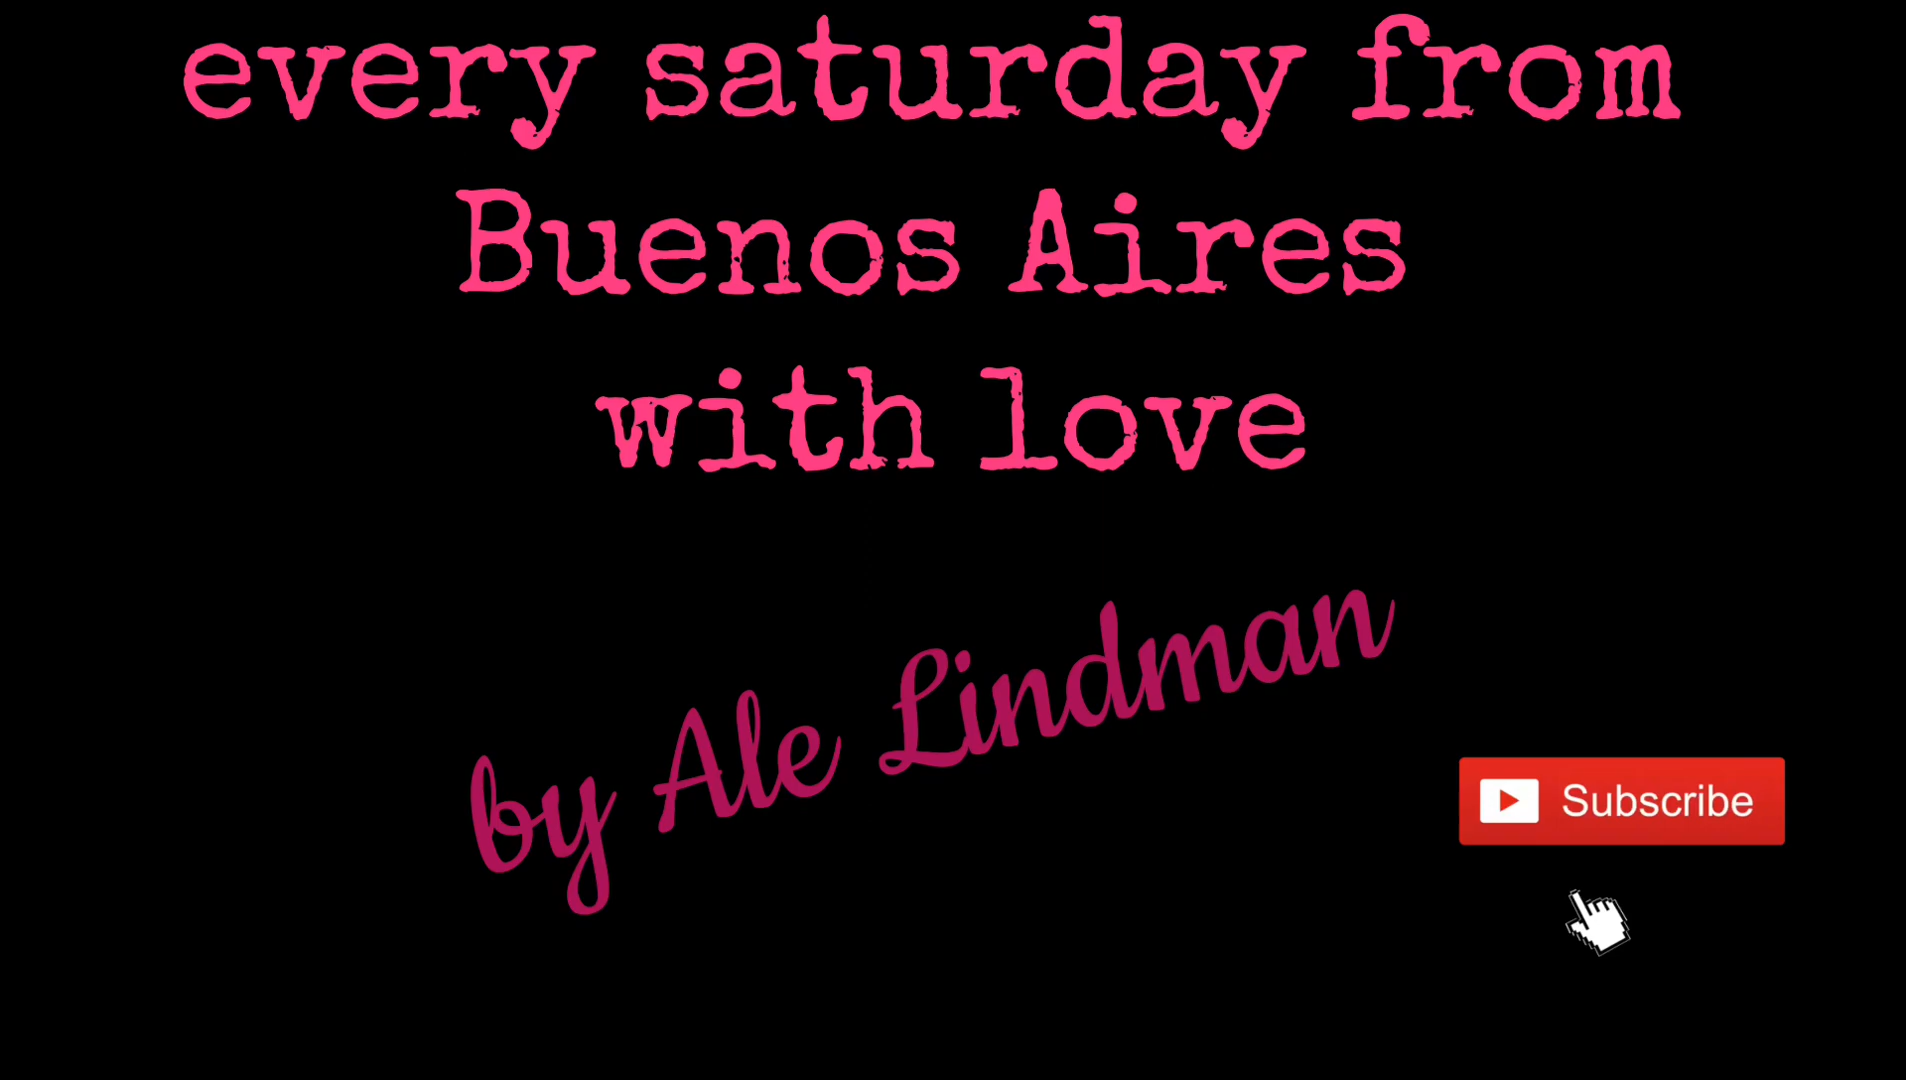 every saturday from
Buenos Aires
with love
by Ale Lindman
Subscribe